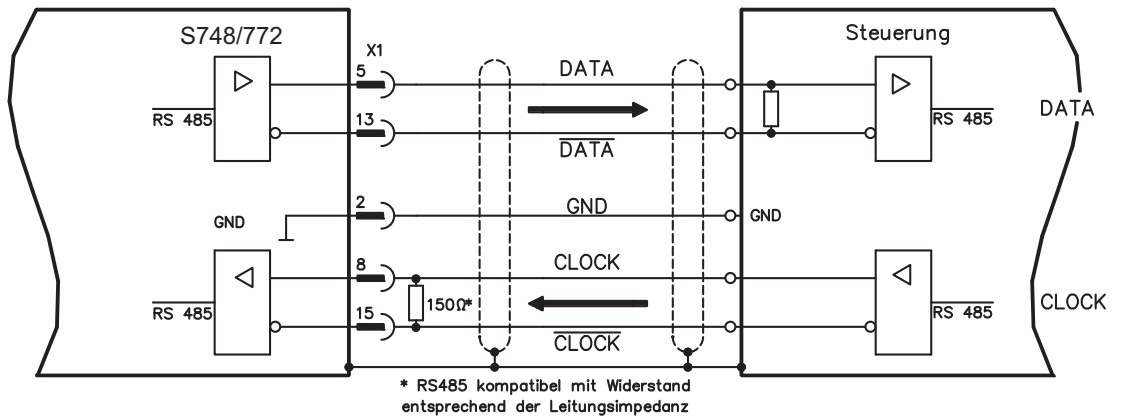 S748/772
X1
Steuerung
5
DATA
RS 485
RS 485
DATA
13
DATA
2
GND
GND
GND
8
CLOCK
RS 485
150Ω*
RS 485
CLOCK
15
CLOCK
* RS485 kompatibel mit Widerstand
entsprechend der Leitungsimpedanz